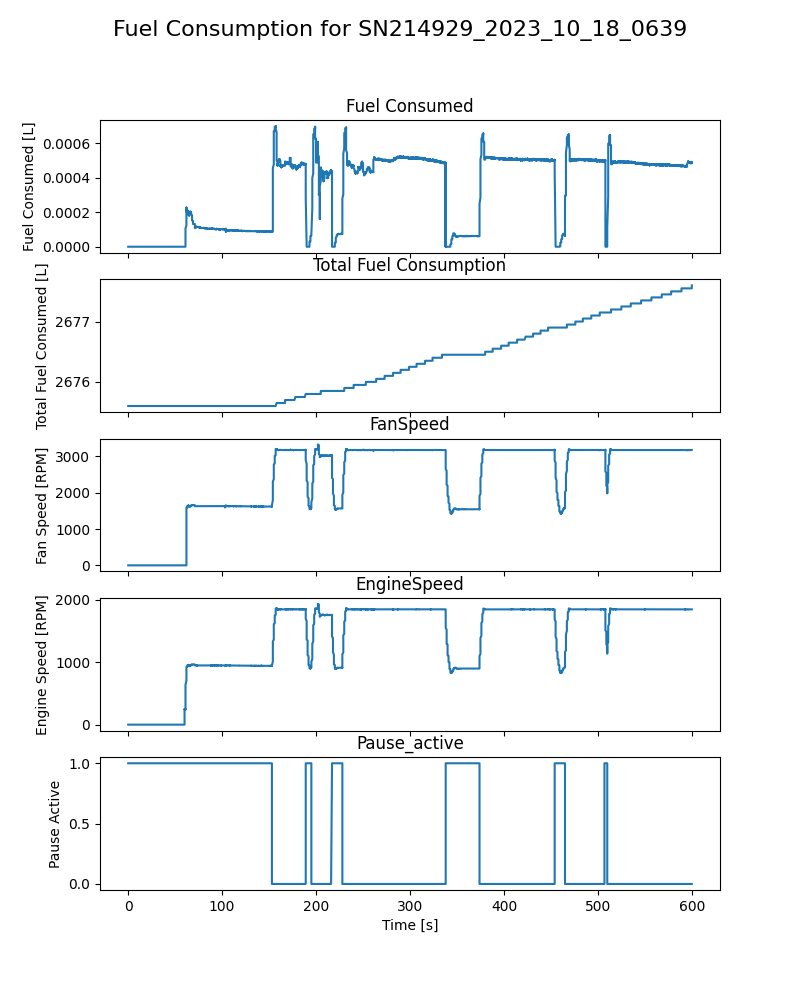 Fuel Consumption for SN214929_2023_10_18_0639
Fuel Consumed
Fuel Consumed [L]
0.0006
0.0004
0.0002
0.0000
Total Fuel Consumption
Total Fuel Consumed [L]
2677
2676
FanSpeed
Fan Speed [RPM]
3000
2000
1000
0
EngineSpeed
Engine Speed [RPM]
2000
1000
0
Pause_active
Pause Active
1.0
0.5
0.0
0 100 200 300 400 500 600
Time [s]